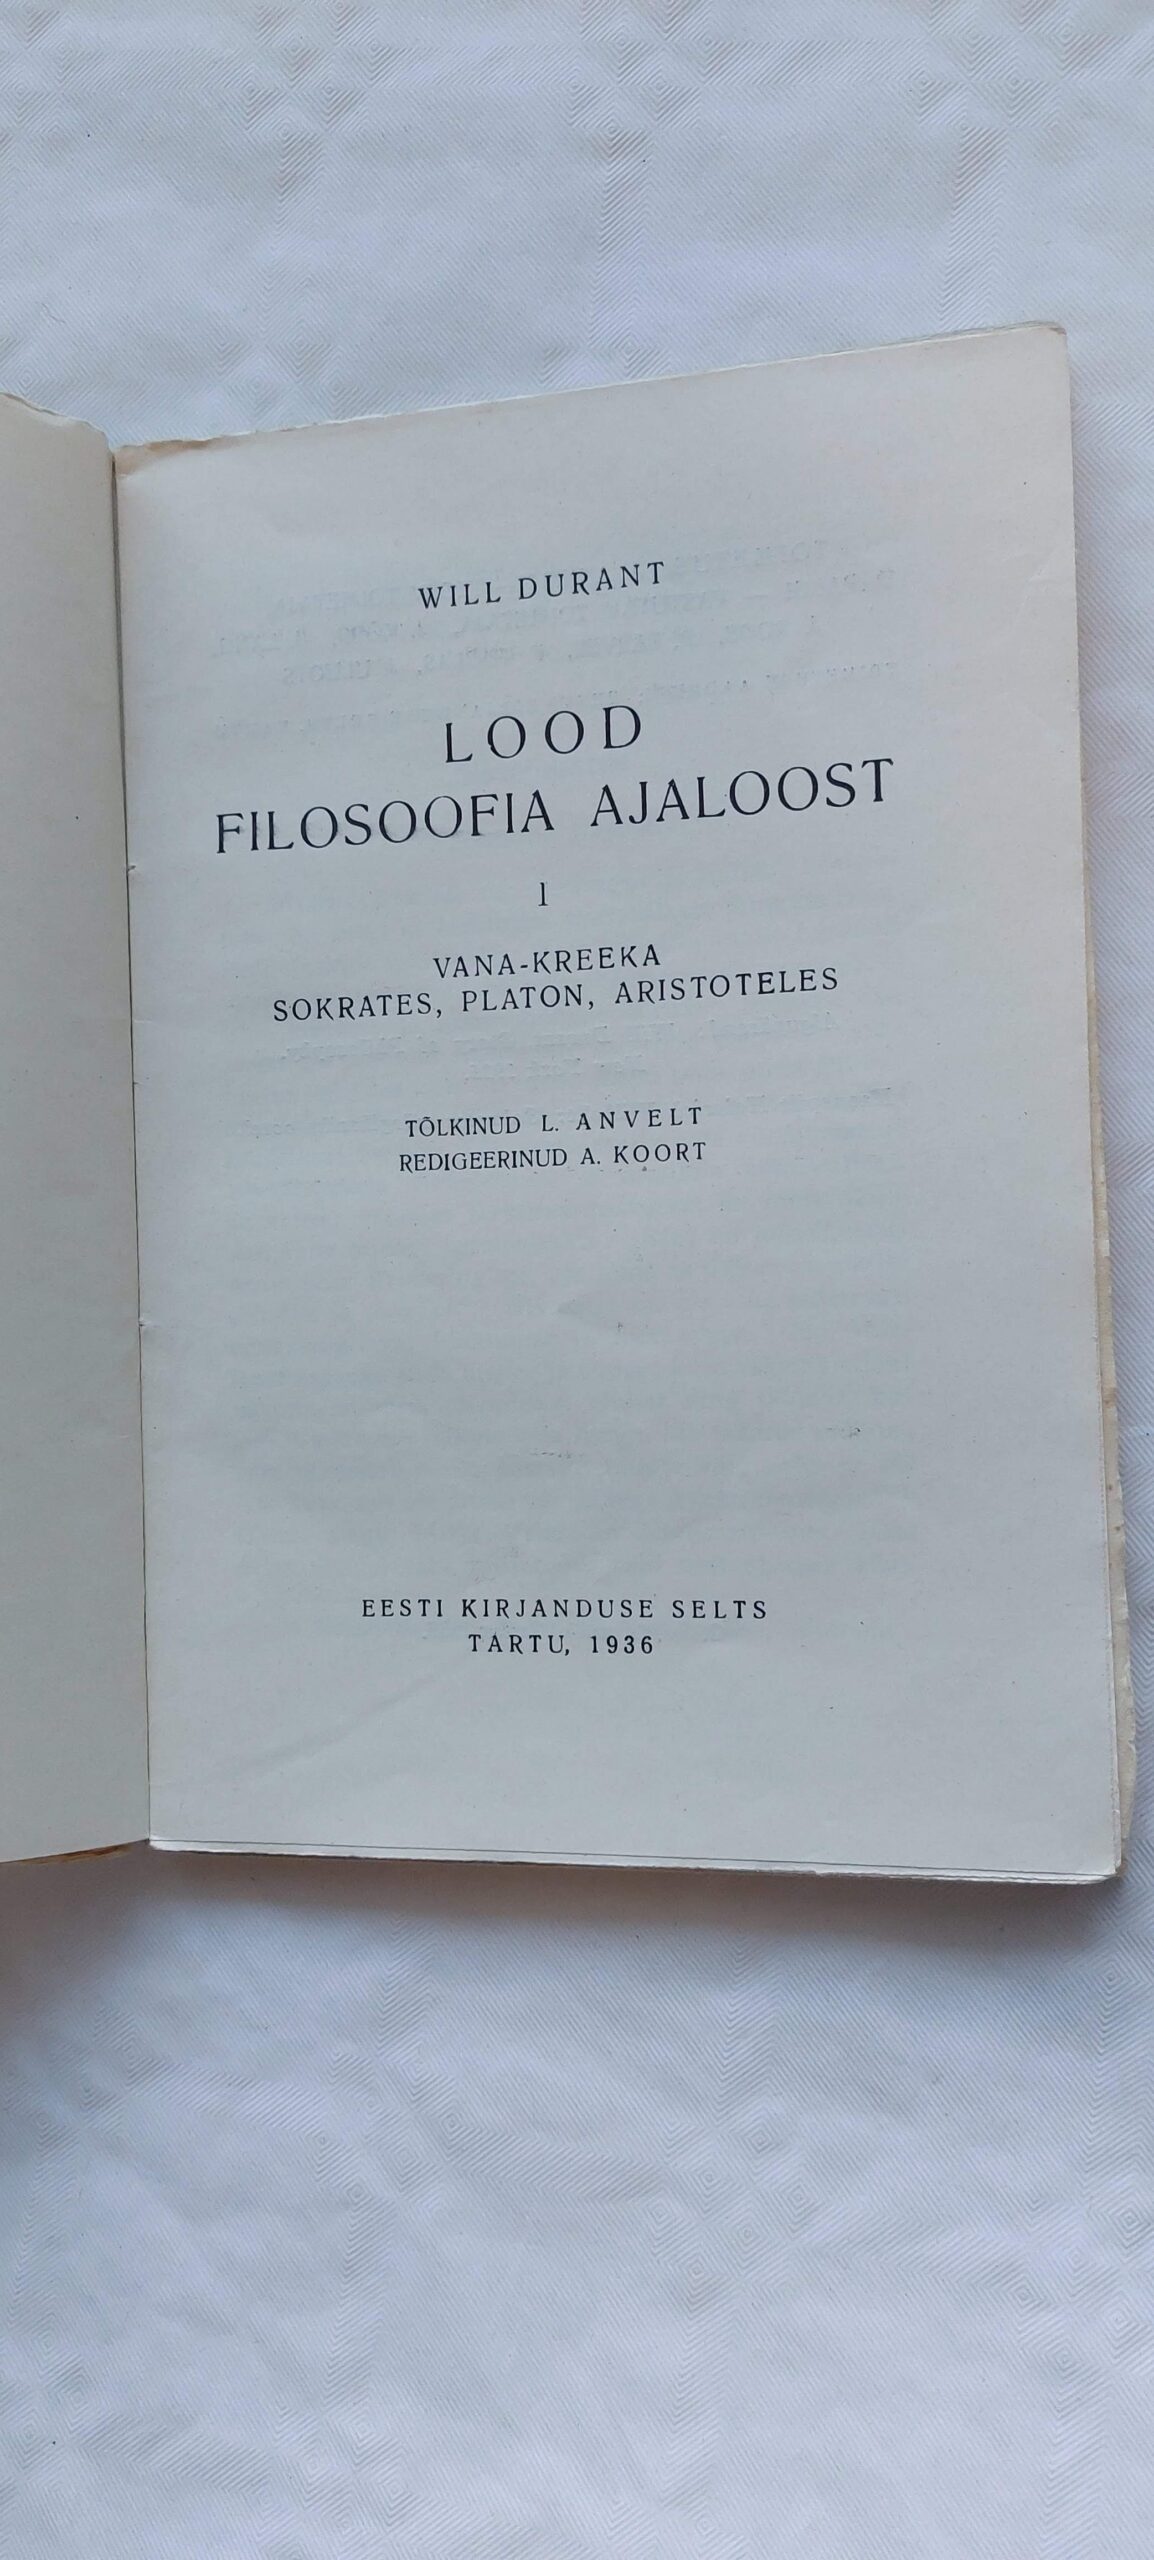 WILL DURANT
LOOD
FILOSOOFIA AJALOOST
I
VANA-KREEKA
SOKRATES, PLATON, ARISTOTELES
TÕLKINUD L. ANVELT
REDIGEERINUD A. KOORT
EESTI KIRJANDUSE SELTS
TARTU, 1936